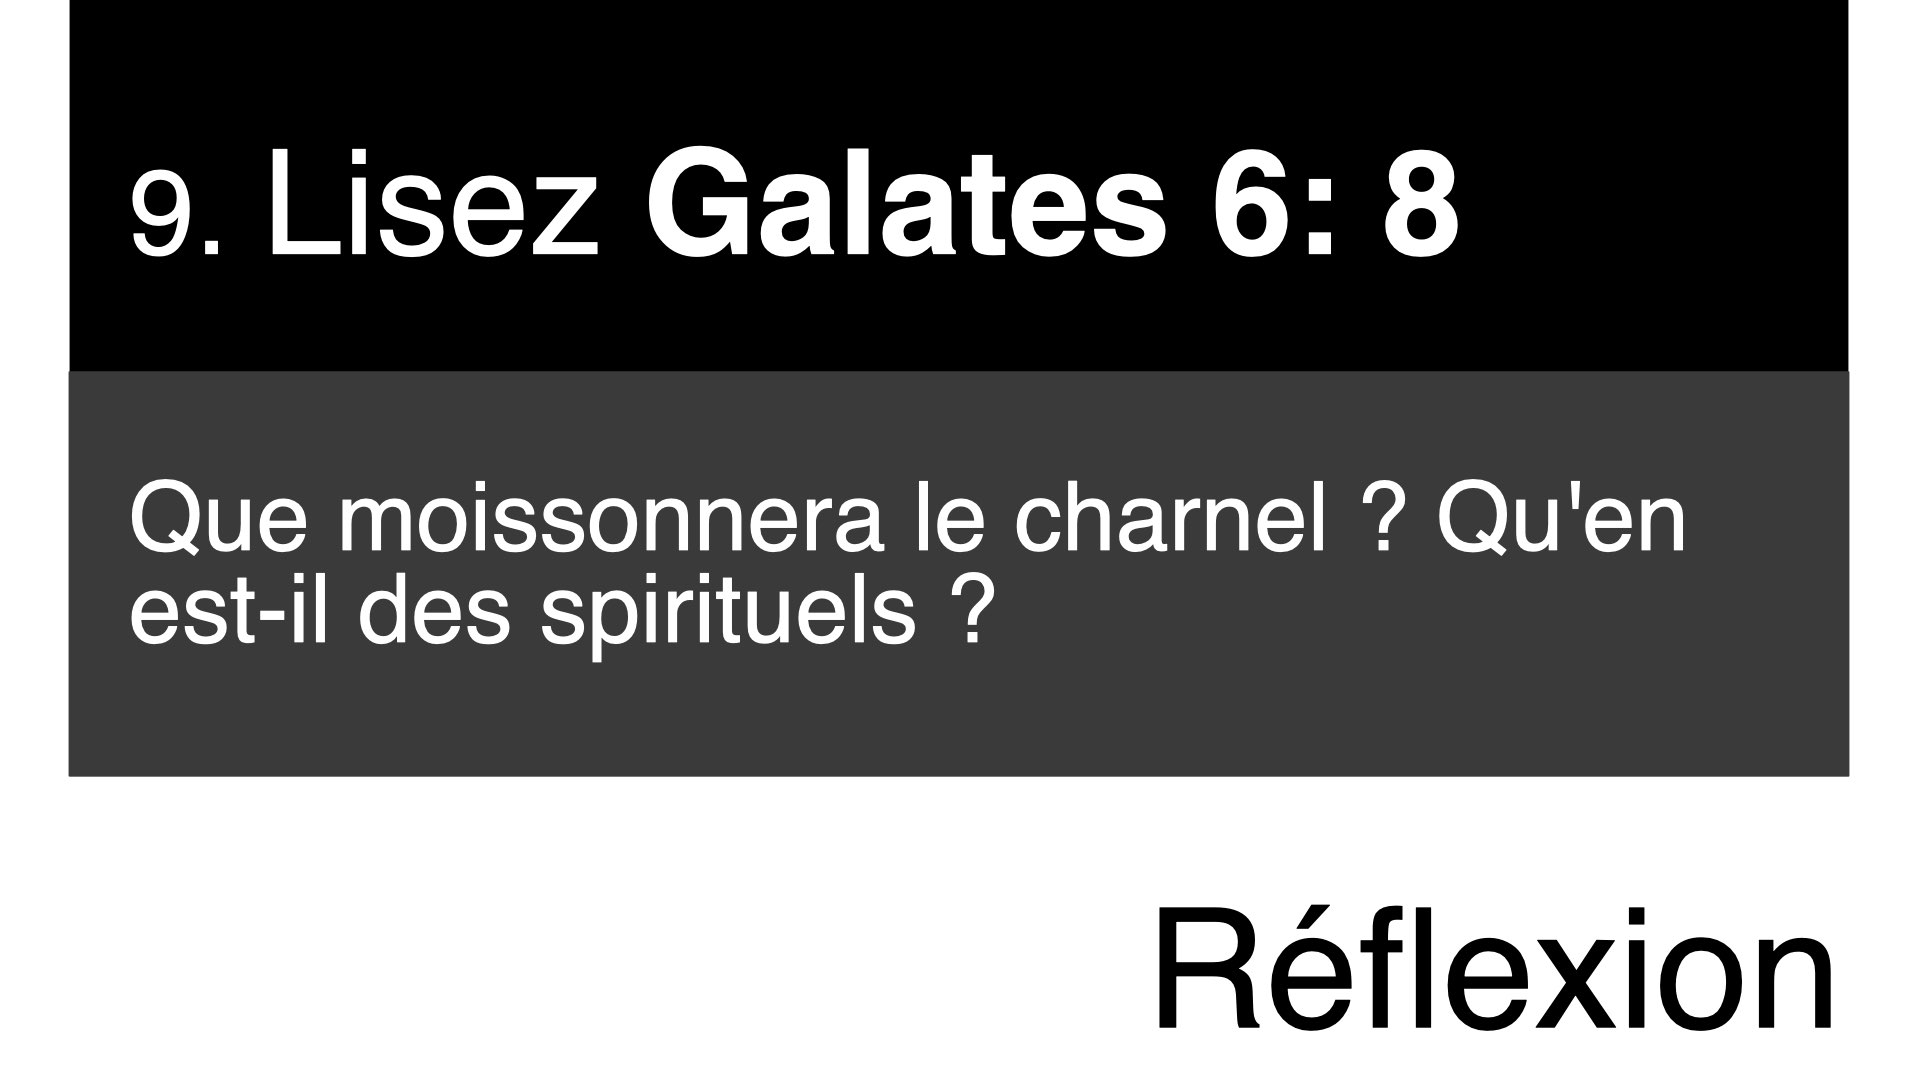 9. Lisez Galates 6: 8
Que moissonnera le charnel ? Qu'en
est-il des spirituels ?
Réflexion